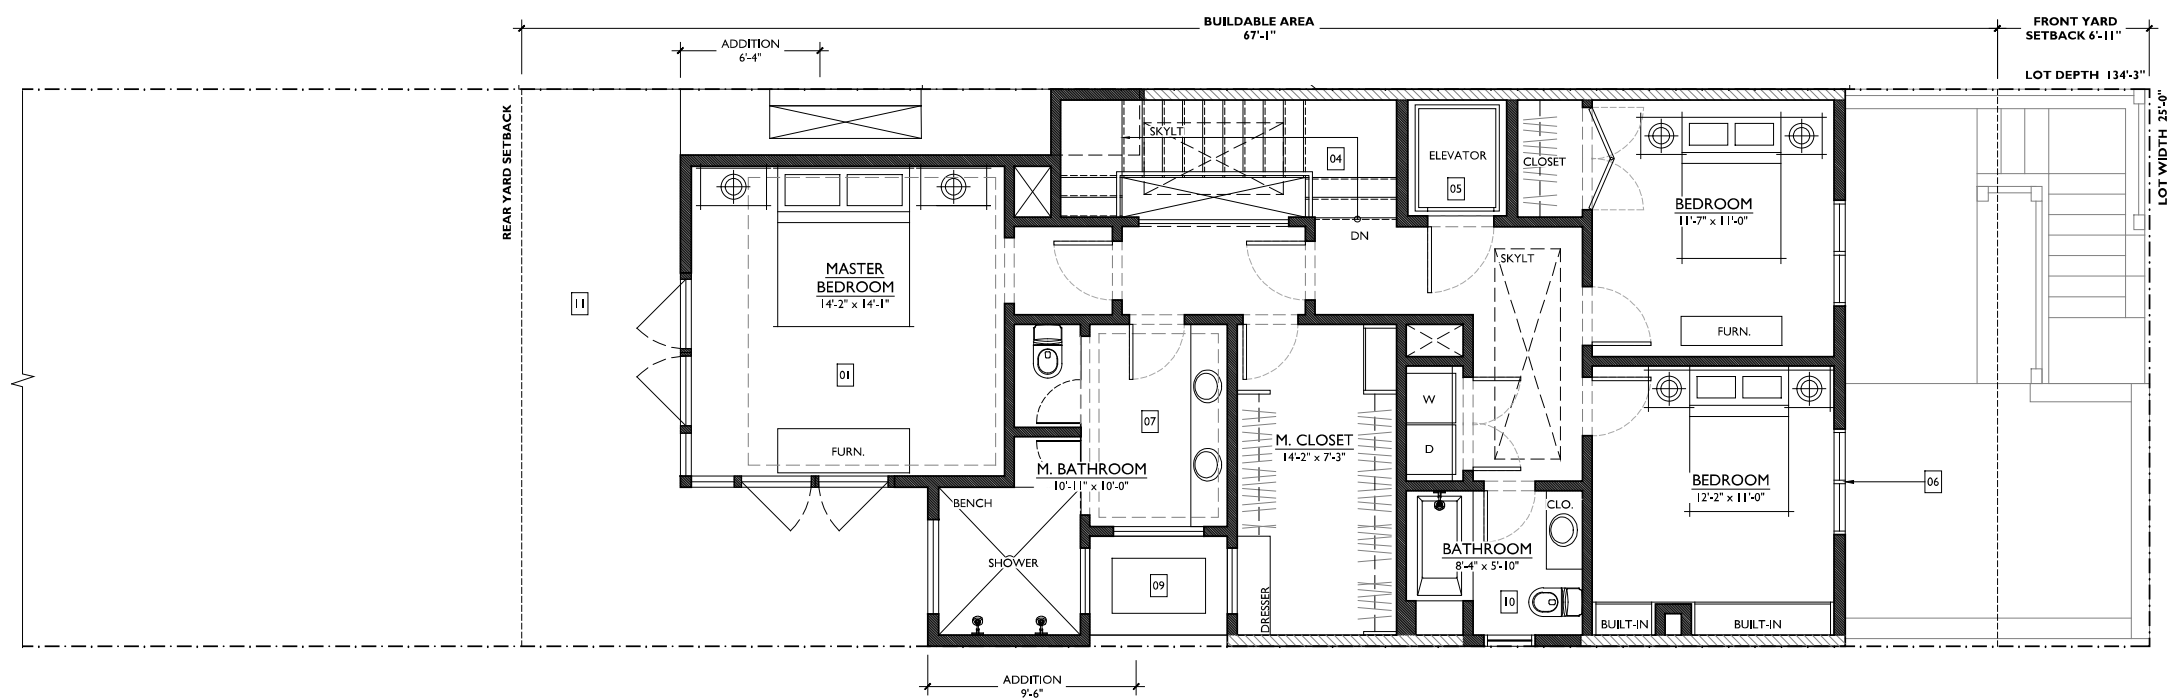 BUILDABLE AREA
67'-1"
FRONT YARD
SETBACK 6'-11"
ADDITION
6'-4"
LOT DEPTH 134'-3"
LOT WIDTH 25'-0"
REAR YARD SETBACK
SKYLT
04
ELEVATOR
05
CLOSET
BEDROOM
11'-7" x 11'-0"
DN
SKYLT
MASTER
BEDROOM
14'-2" x 14'-1"
11
FURN.
01
W
07
M. CLOSET
14'-2" x 7'-3"
D
FURN.
M. BATHROOM
10'-11" x 10'-0"
BEDROOM
12'-2" x 11'-0"
06
BENCH
CLO.
BATHROOM
8'-4" x 5'-10"
SHOWER
09
10
DRESSER
BUILT-IN
BUILT-IN
ADDITION
9'-6"